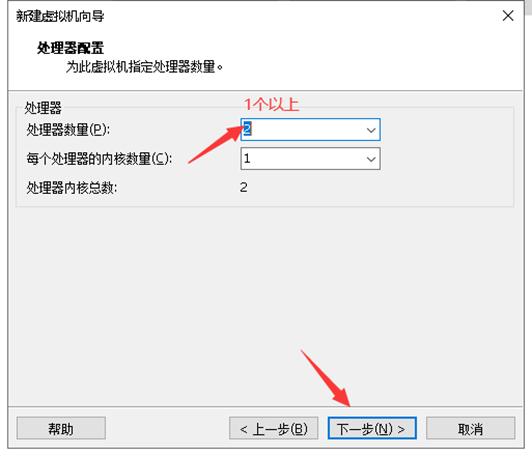 新建虚拟机向导
处理器配置
为此虚拟机指定处理器数量。
1个以上
处理器
处理器数量(P):
2
每个处理器的内核数量(C):
1
处理器内核总数:
2
帮助
< 上一步(B)
下一步(N) >
取消